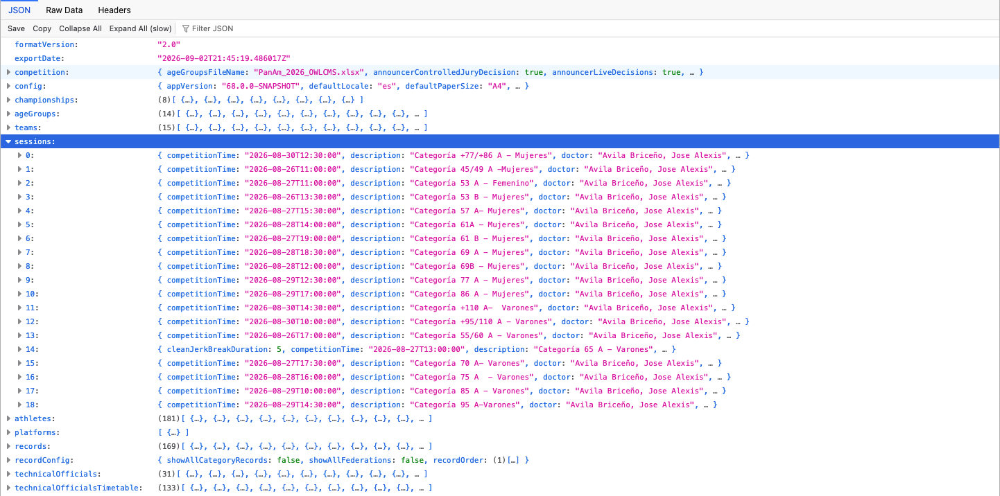 JSON Raw Data Headers
Save Copy Collapse All Expand All (slow) Filter JSON
formatVersion: "2.0"
exportDate: "2026-09-02T21:45:19.486017Z"
competition: { ageGroupsFileName: "PanAm_2026_OWLCMS.xlsx", announcerControlledJuryDecision: true, announcerLiveDecisions: true, … }
config: { appVersion: "68.0.0-SNAPSHOT", defaultLocale: "es", defaultPaperSize: "A4", … }
championships: (8)[ {…}, {…}, {…}, {…}, {…}, {…}, {…}, {…} ]
ageGroups: (14)[ {…}, {…}, {…}, {…}, {…}, {…}, {…}, {…}, {…}, {…}, … ]
teams: (15)[ {…}, {…}, {…}, {…}, {…}, {…}, {…}, {…}, {…}, {…}, … ]
sessions:
0: { competitionTime: "2026-08-30T12:30:00", description: "Categoría +77/+86 A – Mujeres", doctor: "Avila Briceño, Jose Alexis", … }
1: { competitionTime: "2026-08-26T11:00:00", description: "Categoría 45/49 A –Mujeres", doctor: "Avila Briceño, Jose Alexis", … }
2: { competitionTime: "2026-08-27T11:00:00", description: "Categoría 53 A – Femenino", doctor: "Avila Briceño, Jose Alexis", … }
3: { competitionTime: "2026-08-26T13:30:00", description: "Categoría 53 B – Mujeres", doctor: "Avila Briceño, Jose Alexis", … }
4: { competitionTime: "2026-08-27T15:30:00", description: "Categoría 57 A– Mujeres", doctor: "Avila Briceño, Jose Alexis", … }
5: { competitionTime: "2026-08-28T14:00:00", description: "Categoría 61A – Mujeres", doctor: "Avila Briceño, Jose Alexis", … }
6: { competitionTime: "2026-08-27T19:00:00", description: "Categoría 61 B – Mujeres", doctor: "Avila Briceño, Jose Alexis", … }
7: { competitionTime: "2026-08-28T18:30:00", description: "Categoría 69 A – Mujeres", doctor: "Avila Briceño, Jose Alexis", … }
8: { competitionTime: "2026-08-28T12:00:00", description: "Categoría 69B – Mujeres", doctor: "Avila Briceño, Jose Alexis", … }
9: { competitionTime: "2026-08-29T12:30:00", description: "Categoría 77 A – Mujeres", doctor: "Avila Briceño, Jose Alexis", … }
10: { competitionTime: "2026-08-29T17:00:00", description: "Categoría 86 A – Mujeres", doctor: "Avila Briceño, Jose Alexis", … }
11: { competitionTime: "2026-08-30T14:30:00", description: "Categoría +110 A–  Varones", doctor: "Avila Briceño, Jose Alexis", … }
12: { competitionTime: "2026-08-30T10:00:00", description: "Categoría +95/110 A – Varones", doctor: "Avila Briceño, Jose Alexis", … }
13: { competitionTime: "2026-08-26T17:00:00", description: "Categoría 55/60 A – Varones", doctor: "Avila Briceño, Jose Alexis", … }
14: { cleanJerkBreakDuration: 5, competitionTime: "2026-08-27T13:00:00", description: "Categoría 65 A – Varones", … }
15: { competitionTime: "2026-08-27T17:30:00", description: "Categoría 70 A– Varones", doctor: "Avila Briceño, Jose Alexis", … }
16: { competitionTime: "2026-08-28T16:00:00", description: "Categoría 75 A  – Varones", doctor: "Avila Briceño, Jose Alexis", … }
17: { competitionTime: "2026-08-29T10:00:00", description: "Categoría 85 A – Varones", doctor: "Avila Briceño, Jose Alexis", … }
18: { competitionTime: "2026-08-29T14:30:00", description: "Categoría 95 A–Varones", doctor: "Avila Briceño, Jose Alexis", … }
athletes: (181)[ {…}, {…}, {…}, {…}, {…}, {…}, {…}, {…}, {…}, {…}, … ]
platforms: [ {…} ]
records: (169)[ {…}, {…}, {…}, {…}, {…}, {…}, {…}, {…}, {…}, {…}, … ]
recordConfig: { showAllCategoryRecords: false, showAllFederations: false, recordOrder: (1)[…] }
technicalOfficials: (31)[ {…}, {…}, {…}, {…}, {…}, {…}, {…}, {…}, {…}, {…}, … ]
technicalOfficialsTimetable: (133)[ {…}, {…}, {…}, {…}, {…}, {…}, {…}, {…}, {…}, {…}, … ]